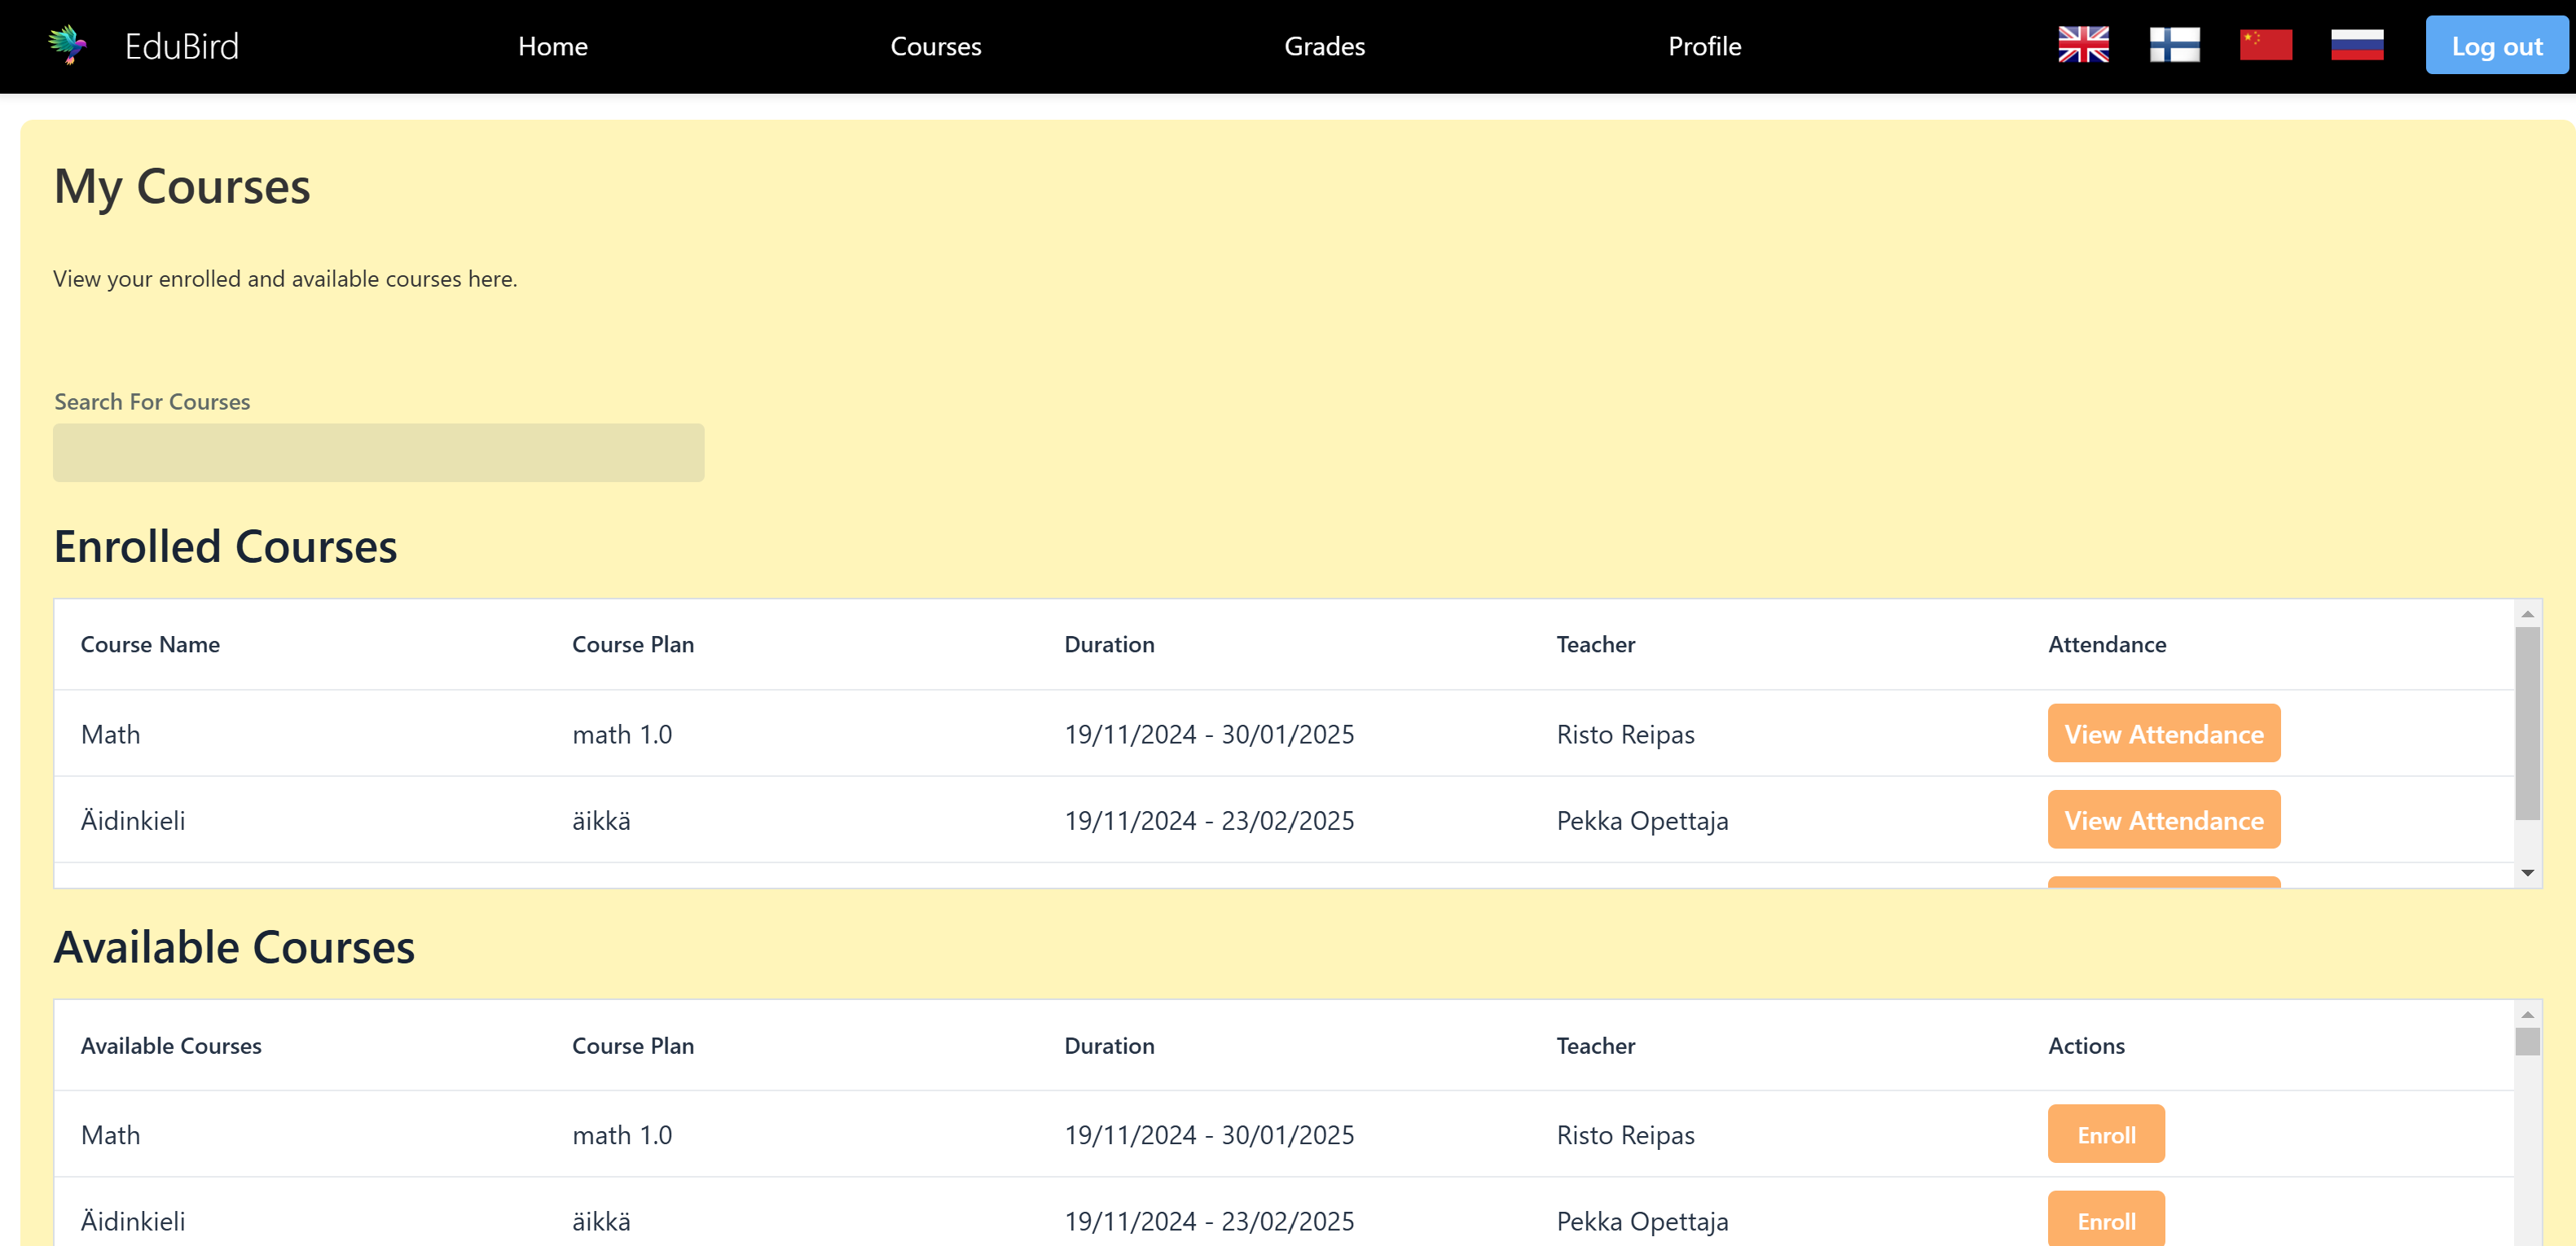 EduBird Home Courses Grades Profile Log out
My Courses
View your enrolled and available courses here.
Search For Courses
Enrolled Courses
Course Name Course Plan Duration Teacher Attendance
Math math 1.0 19/11/2024 - 30/01/2025 Risto Reipas View Attendance
Äidinkieli äikkä 19/11/2024 - 23/02/2025 Pekka Opettaja View Attendance
Available Courses
Available Courses Course Plan Duration Teacher Actions
Math math 1.0 19/11/2024 - 30/01/2025 Risto Reipas Enroll
Äidinkieli äikkä 19/11/2024 - 23/02/2025 Pekka Opettaja Enroll